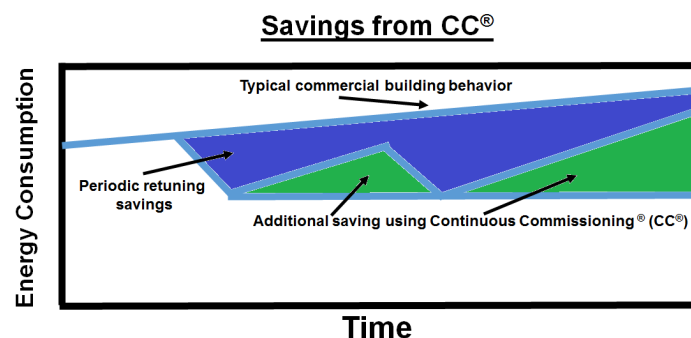 Savings from CC®
Typical commercial building behavior
Energy Consumption
Periodic retuning
savings
Additional saving using Continuous Commissioning® (CC®)
Time